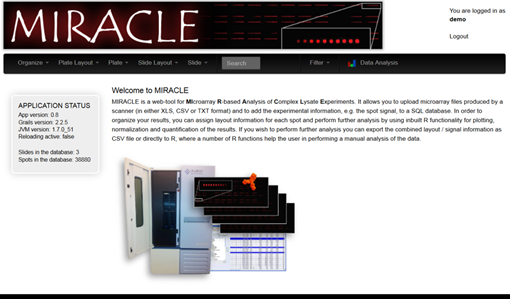 MIRACLE
You are logged in as
demo
Logout
Organize Plate Layout Plate Slide Layout Slide Search Filter Data Analysis
Welcome to MIRACLE
MIRACLE is a web-tool for MIcroarray R-based Analysis of Complex Lysate Experiments. It allows you to upload microarray files produced by a
scanner (in either XLS, CSV or TXT format) and to add the experimental information, e.g. the spot signal, to a SQL database. In order to
organize your results, you can assign layout information for each spot and perform further analysis by using inbuilt R functionality for plotting,
normalization and quantification of the results. If you wish to perform further analysis you can export the combined layout / signal information as
CSV file or directly to R, where a number of R functions help the user in performing a manual analysis of the data.
APPLICATION STATUS
App version: 0.8
Grails version: 2.2.5
JVM version: 1.7.0_51
Reloading active: false
Slides in the database: 3
Spots in the database: 38880